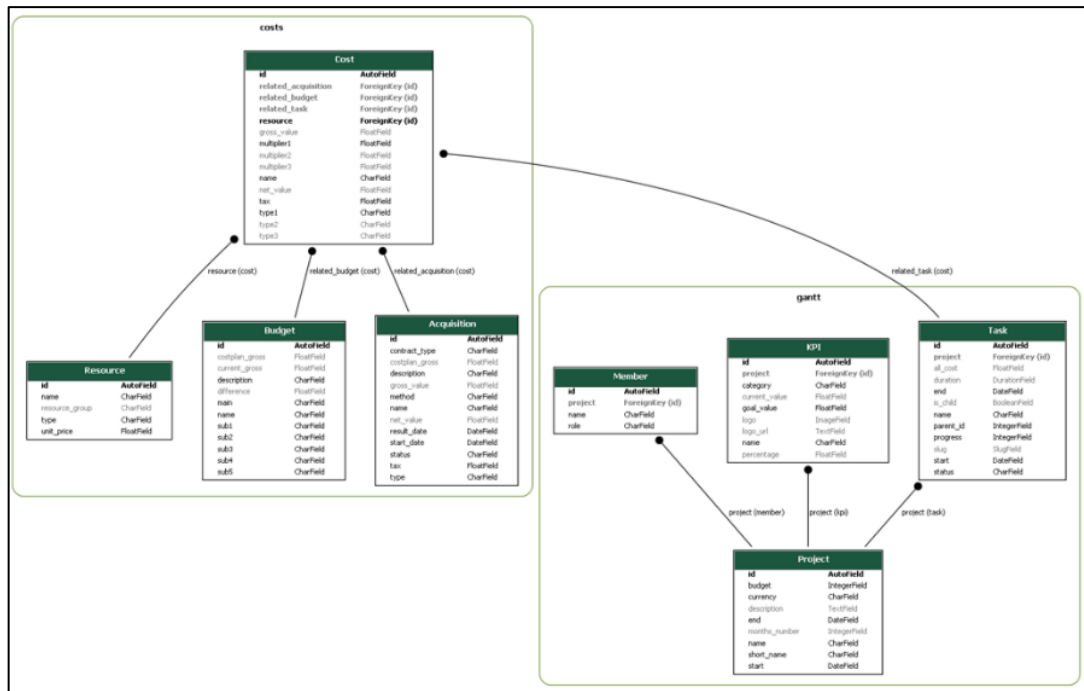 costs
Cost
id AutoField
related_acquisition ForeignKey (id)
related_budget ForeignKey (id)
related_task ForeignKey (id)
resource ForeignKey (id)
gross_value FloatField
multiplier1 FloatField
multiplier2 FloatField
multiplier3 FloatField
name CharField
net_value FloatField
tax FloatField
type1 CharField
type2 CharField
type3 CharField
resource (cost)
related_budget (cost)
related_acquisition (cost)
related_task (cost)
Resource
id AutoField
name CharField
resource_group CharField
type CharField
unit_price FloatField
Budget
id AutoField
costplan_gross FloatField
current_gross FloatField
description CharField
difference FloatField
main CharField
name CharField
sub1 CharField
sub2 CharField
sub3 CharField
sub4 CharField
sub5 CharField
Acquisition
id AutoField
contract_type CharField
costplan_gross FloatField
description CharField
gross_value FloatField
method CharField
name CharField
net_value FloatField
result_date DateField
start_date DateField
status CharField
tax FloatField
type CharField
gantt
Member
id AutoField
project ForeignKey (id)
name CharField
role CharField
KPI
id AutoField
project ForeignKey (id)
category CharField
current_value FloatField
goal_value FloatField
logo ImageField
logo_url TextField
name CharField
percentage FloatField
Task
id AutoField
project ForeignKey (id)
all_cost FloatField
duration DurationField
end DateField
is_child BooleanField
name CharField
parent_id IntegerField
progress IntegerField
slug SlugField
start DateField
status CharField
project (member)
project (kpi)
project (task)
Project
id AutoField
budget IntegerField
currency CharField
description TextField
end DateField
months_number IntegerField
name CharField
short_name CharField
start DateField